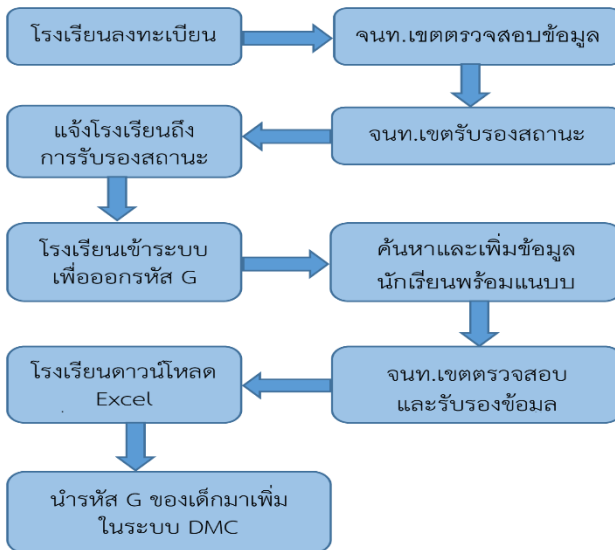 โรงเรียนลงทะเบียน
จนท.เขตตรวจสอบข้อมูล
จนท.เขตรับรองสถานะ
แจ้งโรงเรียนถึง
การรับรองสถานะ
โรงเรียนเข้าระบบ
เพื่อออกรหัส G
ค้นหาและเพิ่มข้อมูล
นักเรียนพร้อมแนบบ
จนท.เขตตรวจสอบ
และรับรองข้อมล
โรงเรียนดาวน์โหลด
Excel
นำรหัส G ของเด็กมาเพิ่ม
ในระบบ DMC